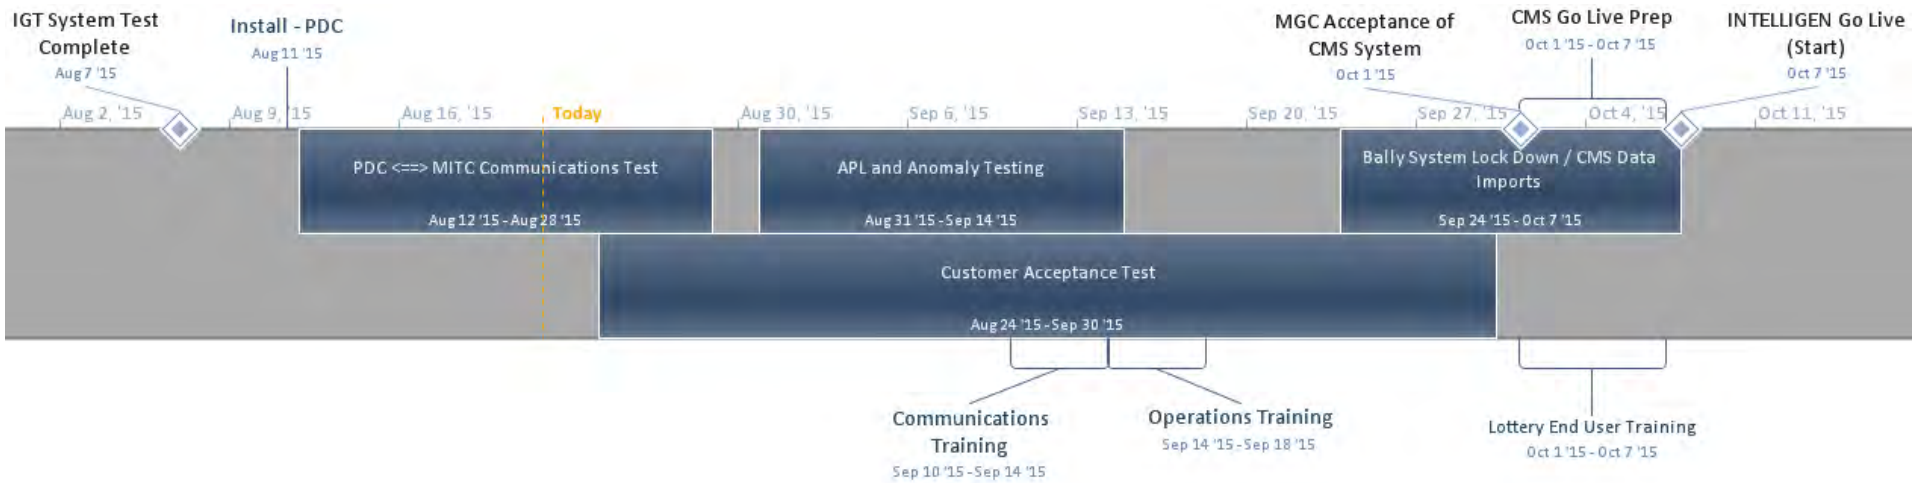 IGT System Test
Complete
Aug 7 '15
Install - PDC
Aug 11 '15
MGC Acceptance of
CMS System
Oct 1 '15
CMS Go Live Prep
Oct 1 '15 - Oct 7 '15
INTELLIGEN Go Live
(Start)
Oct 7 '15
Aug 2, '15
Aug 9, '15
Aug 16, '15
Today
Aug 30, '15
Sep 6, '15
Sep 13, '15
Sep 20, '15
Sep 27, '15
Oct 4, '15
Oct 11, '15
PDC <==> MITC Communications Test
Aug 12 '15 - Aug 28 '15
APL and Anomaly Testing
Aug 31 '15 - Sep 14 '15
Bally System Lock Down / CMS Data
Imports
Sep 24 '15 - Oct 7 '15
Customer Acceptance Test
Aug 24 '15 - Sep 30 '15
Communications
Training
Sep 10 '15 - Sep 14 '15
Operations Training
Sep 14 '15 - Sep 18 '15
Lottery End User Training
Oct 1 '15 - Oct 7 '15